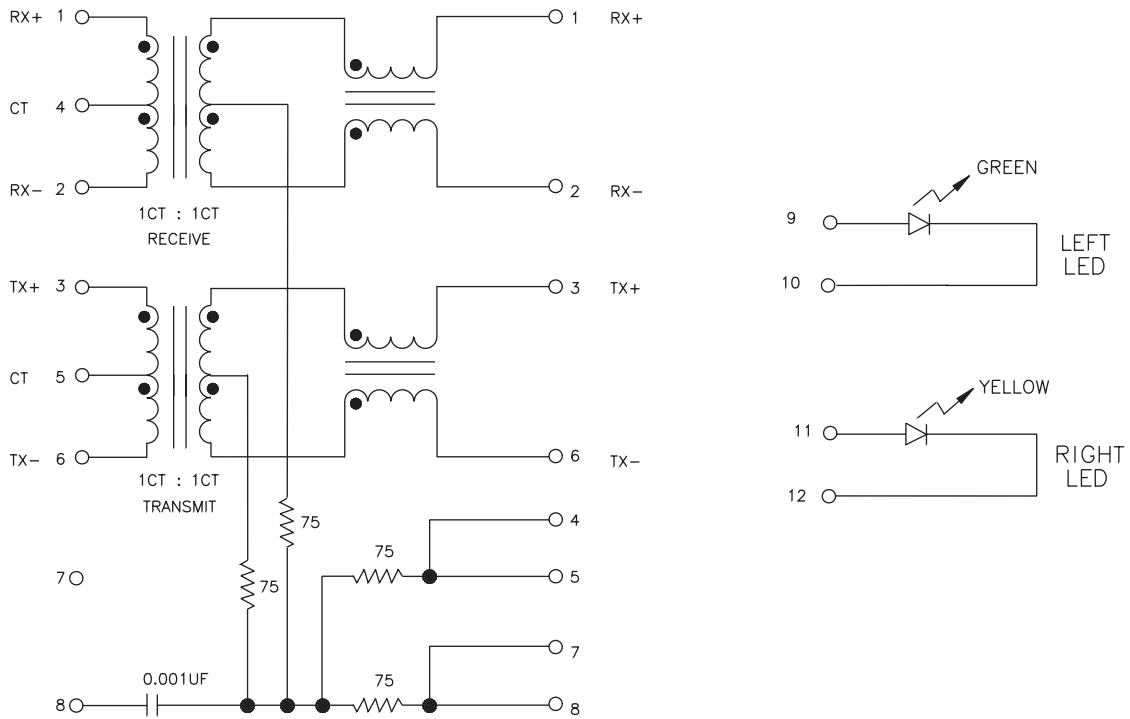 RX+ 1
1 RX+
CT 4
RX- 2
2 RX-
1CT : 1CT
RECEIVE
TX+ 3
3 TX+
CT 5
TX- 6
6 TX-
1CT : 1CT
TRANSMIT
75
4
75
5
7
75
7
0.001UF
75
8
8
GREEN
9
LEFT
LED
10
YELLOW
11
RIGHT
LED
12